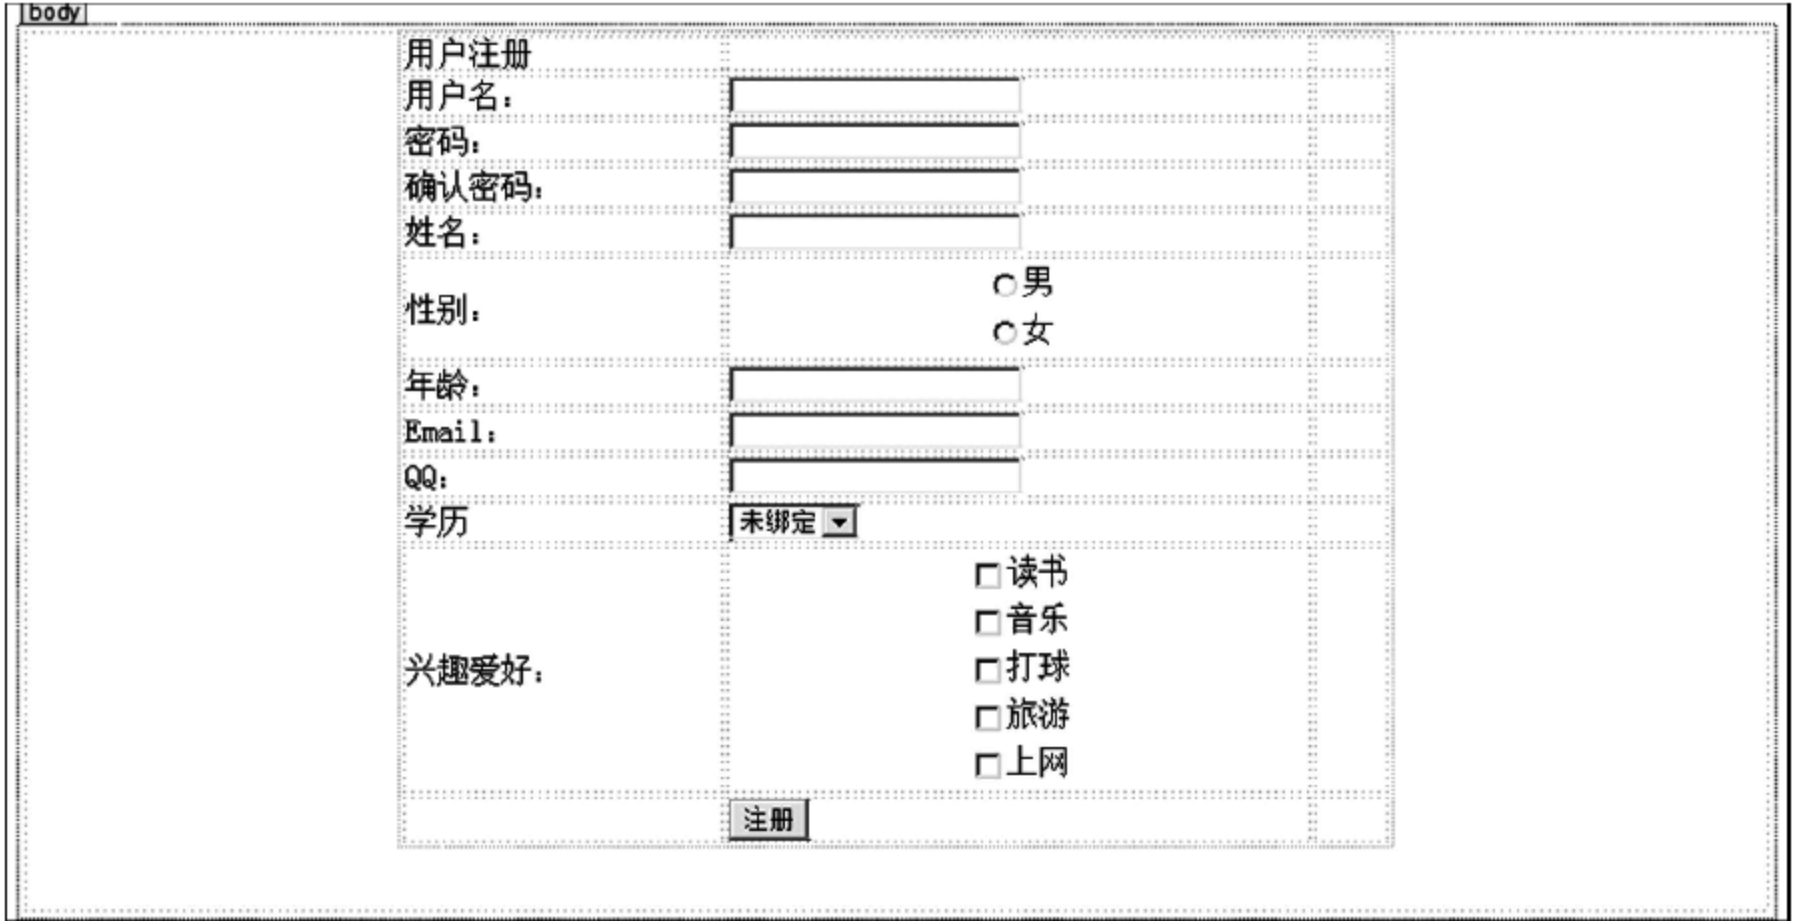 body
用户注册
用户名：
密码：
确认密码：
姓名：
性别：
男
女
年龄：
Email：
QQ：
学历
未绑定
兴趣爱好：
读书
音乐
打球
旅游
上网
注册